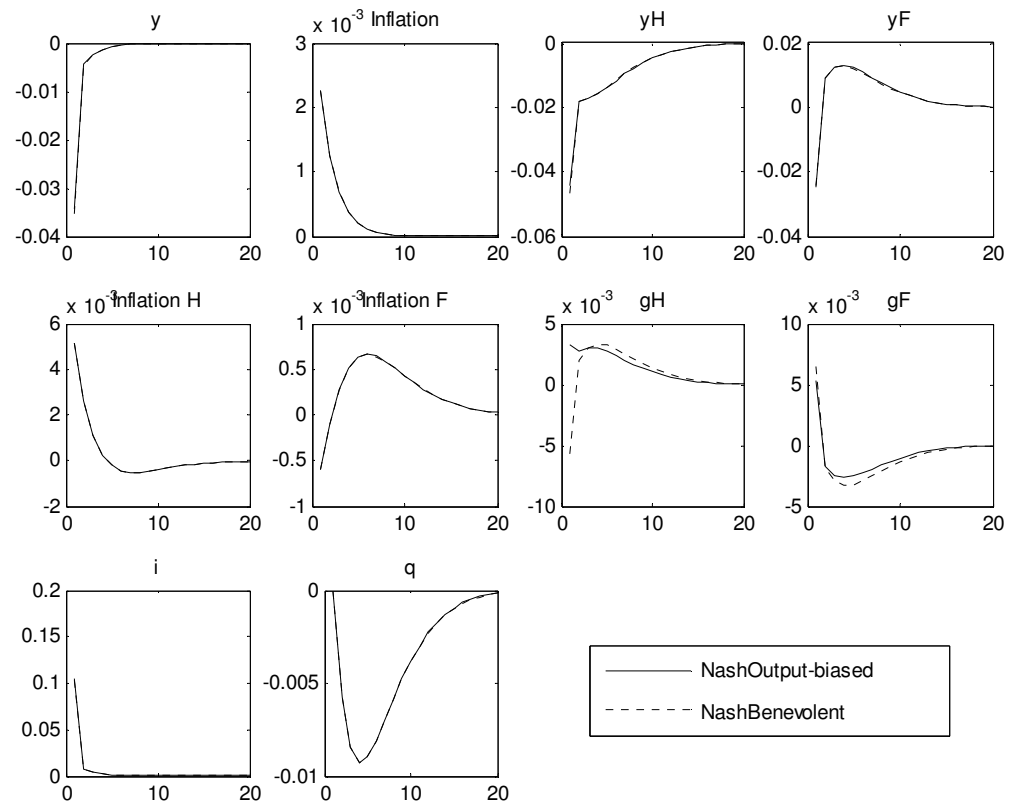 y
0
-0.01
-0.02
-0.03
-0.04
0 10 20
x 10 -3 Inflation
3
2
1
0
0 10 20
yH
0
-0.02
-0.04
-0.06
0 10 20
yF
0.02
0
-0.02
-0.04
0 10 20
x 10 -3 Inflation H
6
4
2
0
-2
0 10 20
x 10 -3 Inflation F
1
0.5
0
-0.5
-1
0 10 20
x 10 -3 gH
5
0
-5
-10
0 10 20
x 10 -3 gF
10
5
0
-5
0 10 20
i
0.2
0.15
0.1
0.05
0
0 10 20
q
0
-0.005
-0.01
0 10 20
NashOutput-biased
NashBenevolent